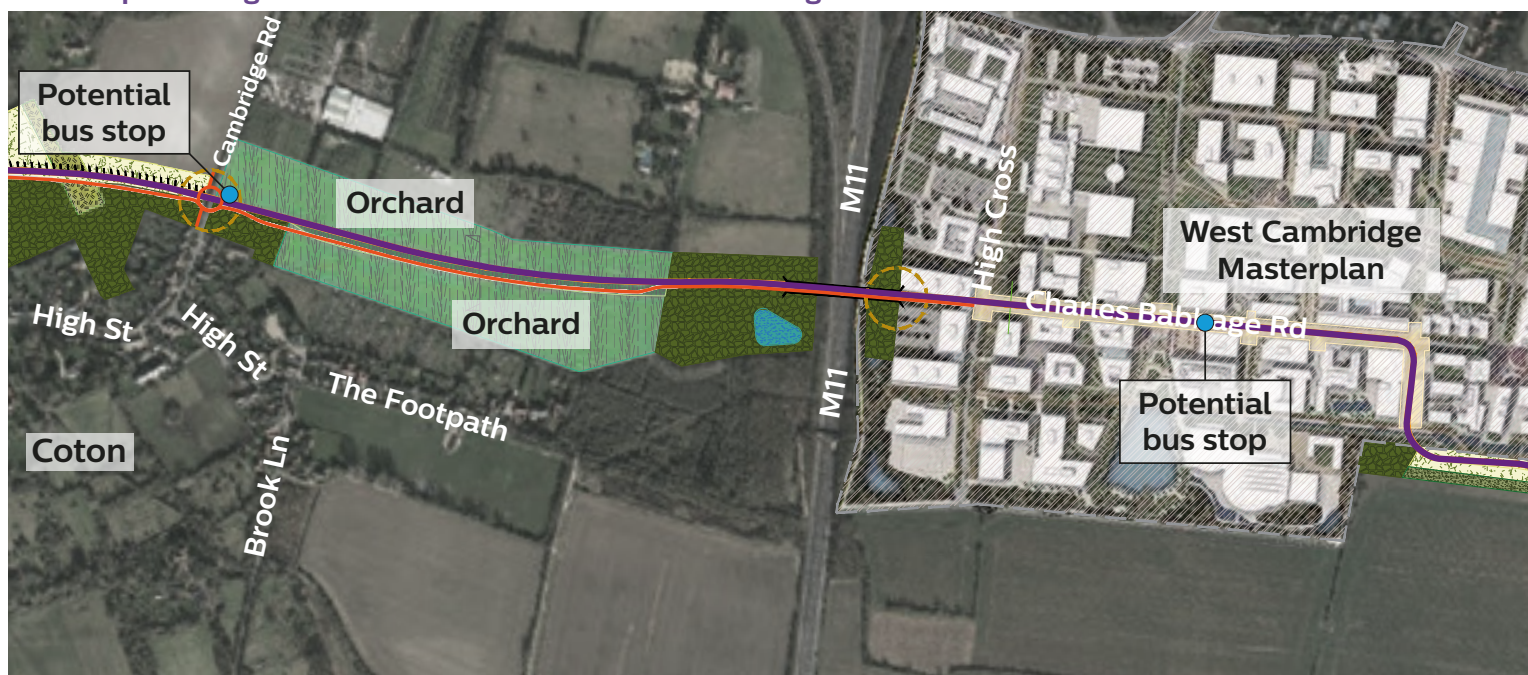 Potential
bus stop
Cambridge Rd
Orchard
Orchard
M11
M11
High Cross
West Cambridge
Masterplan
Charles Babbage Rd
Potential
bus stop
High St
High St
The Footpath
Coton
Brook Ln